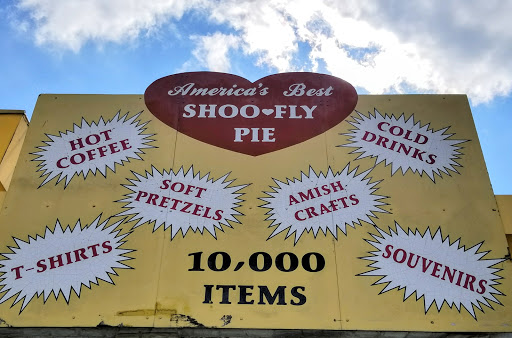 America's Best
SHOO♥FLY
PIE
HOT
COFFEE
COLD
DRINKS
SOFT
PRETZELS
AMISH
CRAFTS
T-SHIRTS
10,000
ITEMS
SOUVENIRS